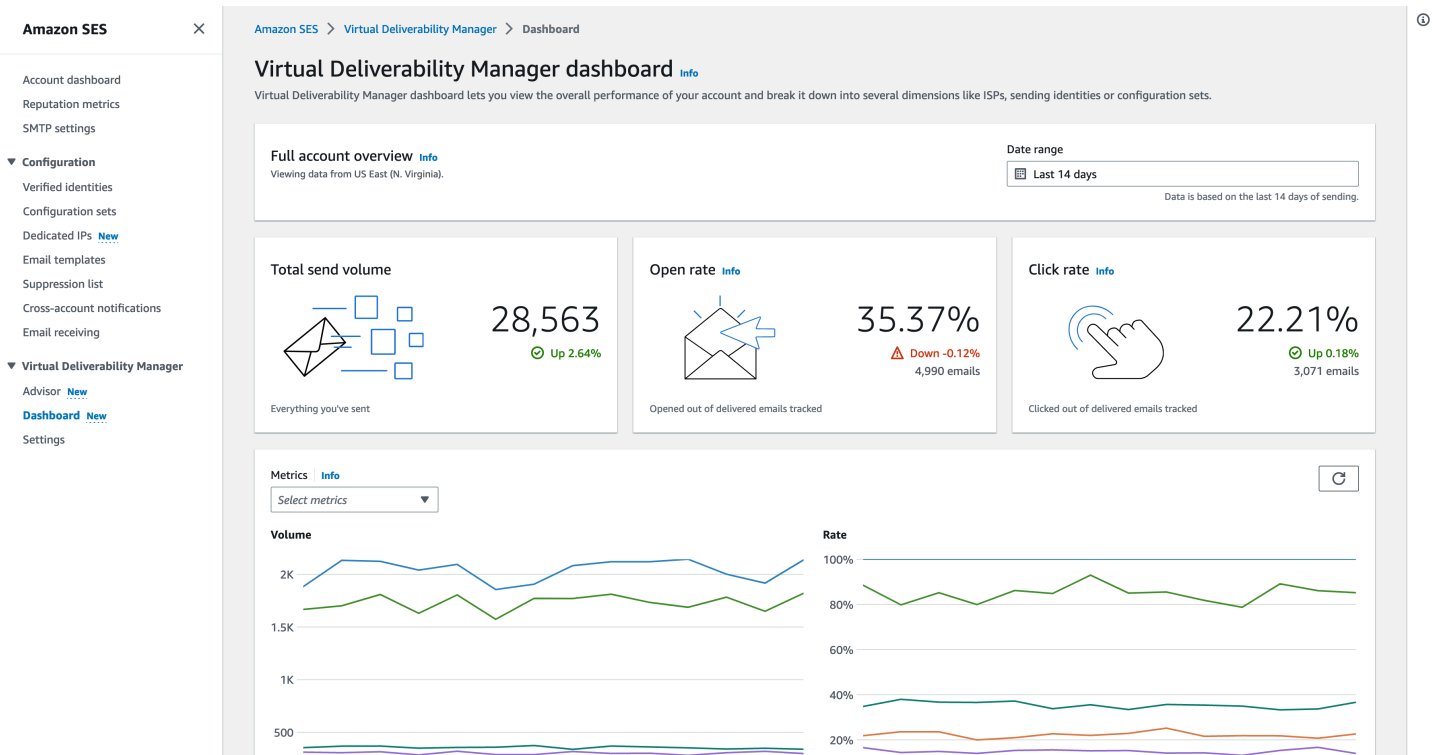 Amazon SES
Account dashboard
Reputation metrics
SMTP settings
Configuration
Verified identities
Configuration sets
Dedicated IPs New
Email templates
Suppression list
Cross-account notifications
Email receiving
Virtual Deliverability Manager
Advisor New
Dashboard New
Settings
Amazon SES > Virtual Deliverability Manager > Dashboard
Virtual Deliverability Manager dashboard Info
Virtual Deliverability Manager dashboard lets you view the overall performance of your account and break it down into several dimensions like ISPs, sending identities or configuration sets.
Full account overview Info
Viewing data from US East (N. Virginia).
Date range
Last 14 days
Data is based on the last 14 days of sending.
Total send volume
28,563
Up 2.64%
Everything you've sent
Open rate Info
35.37%
Down -0.12%
4,990 emails
Opened out of delivered emails tracked
Click rate Info
22.21%
Up 0.18%
3,071 emails
Clicked out of delivered emails tracked
Metrics Info
Select metrics
Volume
2K
1.5K
1K
500
Rate
100%
80%
60%
40%
20%